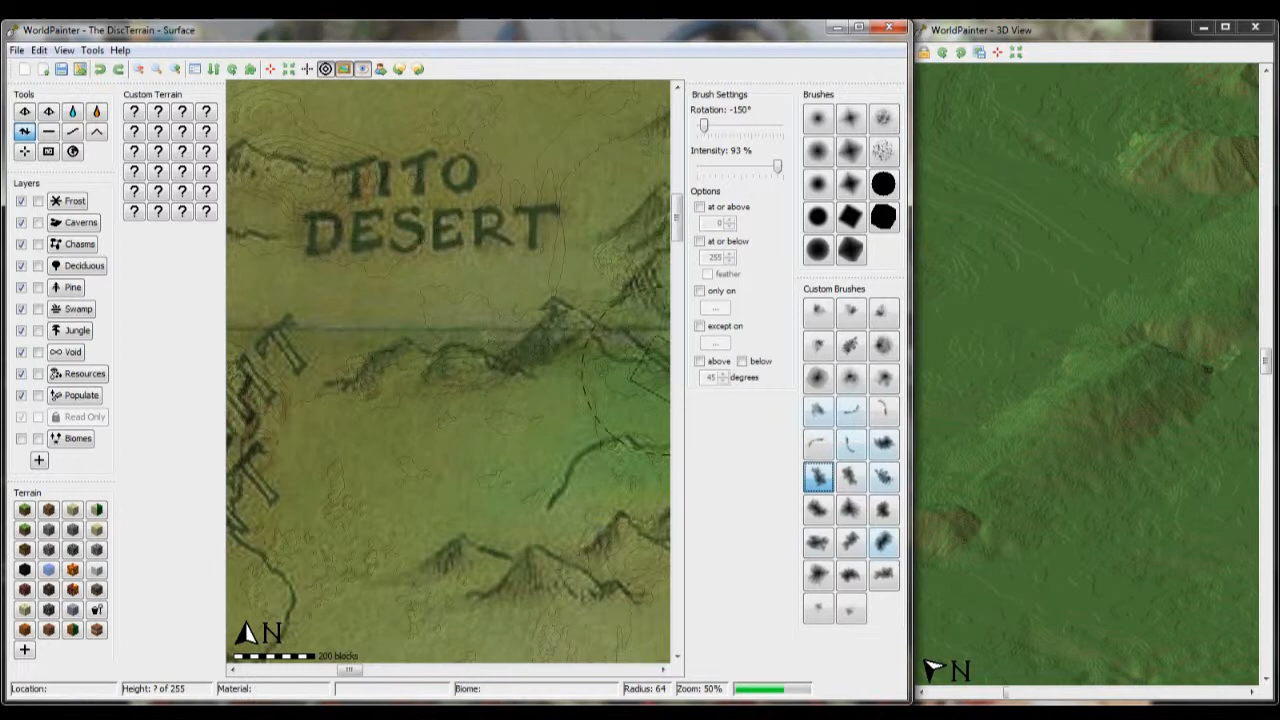 WorldPainter - The DiscTerrain - Surface
WorldPainter - 3D View
File Edit View Tools Help
Tools
Custom Terrain
Brush Settings
Brushes
Rotation: -150°
Intensity: 93 %
Options
at or above
0
at or below
255
feather
only on
...
except on
...
above below
45 degrees
Custom Brushes
Layers
Frost
Caverns
Chasms
Deciduous
Pine
Swamp
Jungle
Void
Resources
Populate
Read Only
Biomes
+
Terrain
+
TITO
DESERT
N
200 blocks
N
Location: Height: ? of 255 Material: Biome: Radius: 64 Zoom: 50%